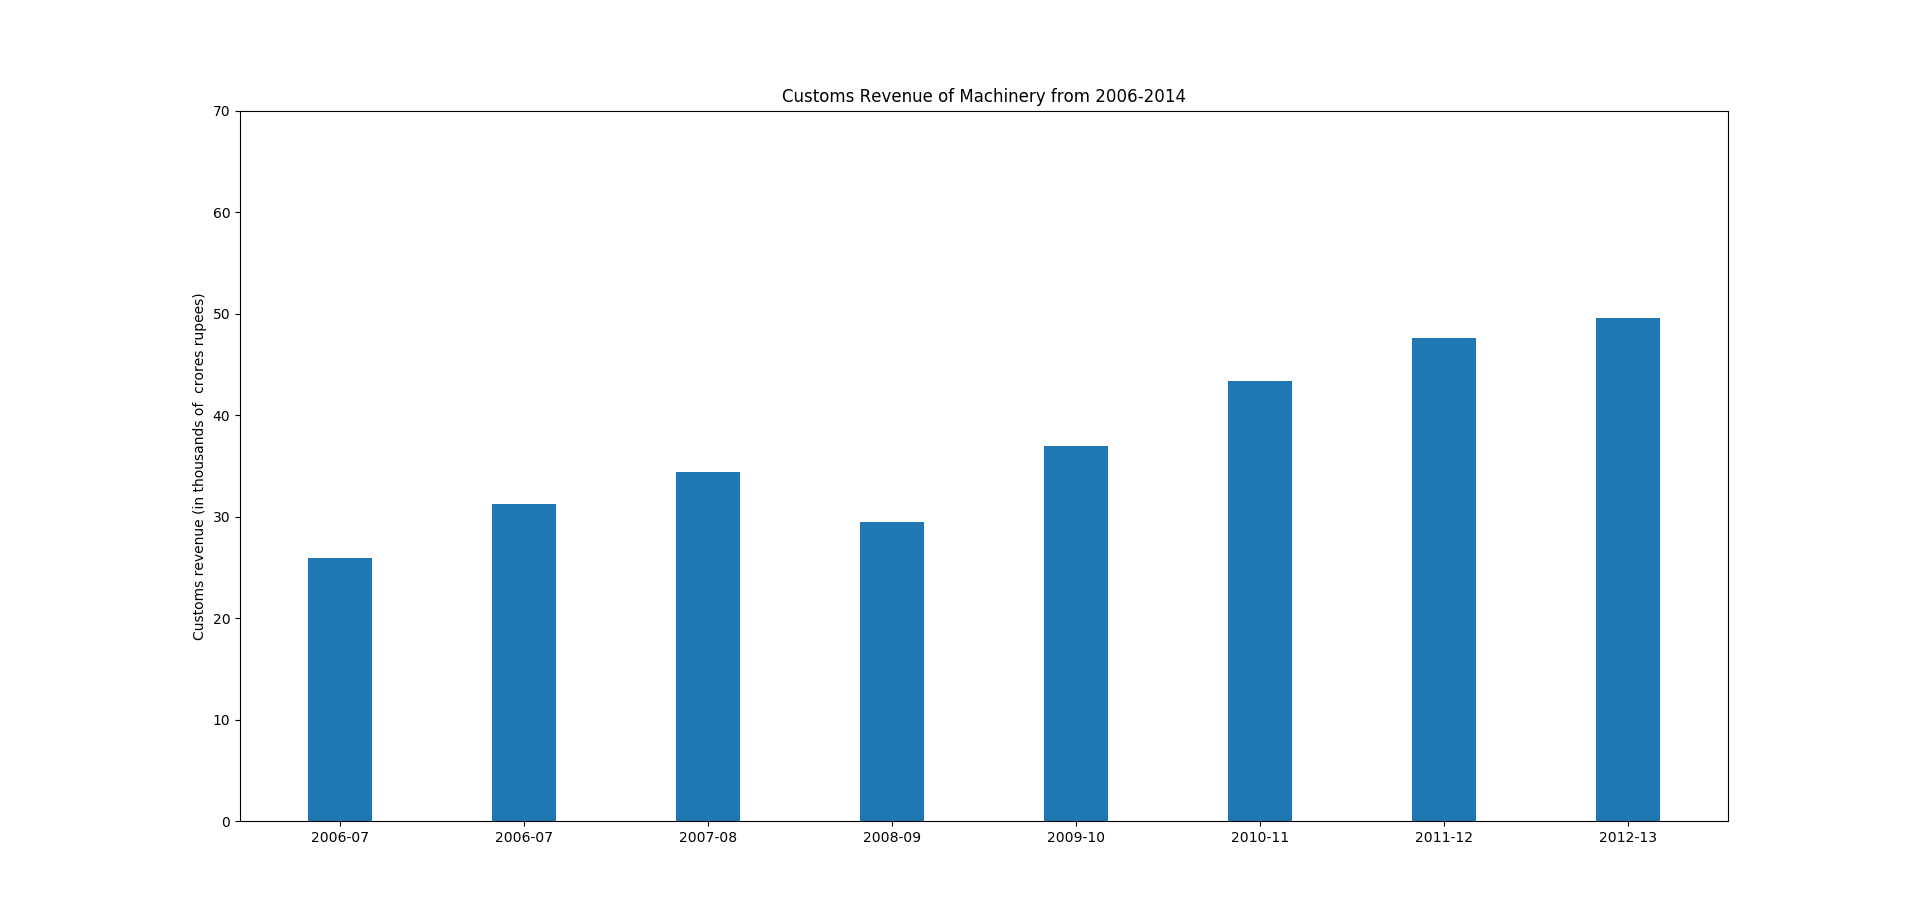 Customs Revenue of Machinery from 2006-2014
Customs revenue (in thousands of  crores rupees)
70
60
50
40
30
20
10
0
2006-07 2006-07 2007-08 2008-09 2009-10 2010-11 2011-12 2012-13